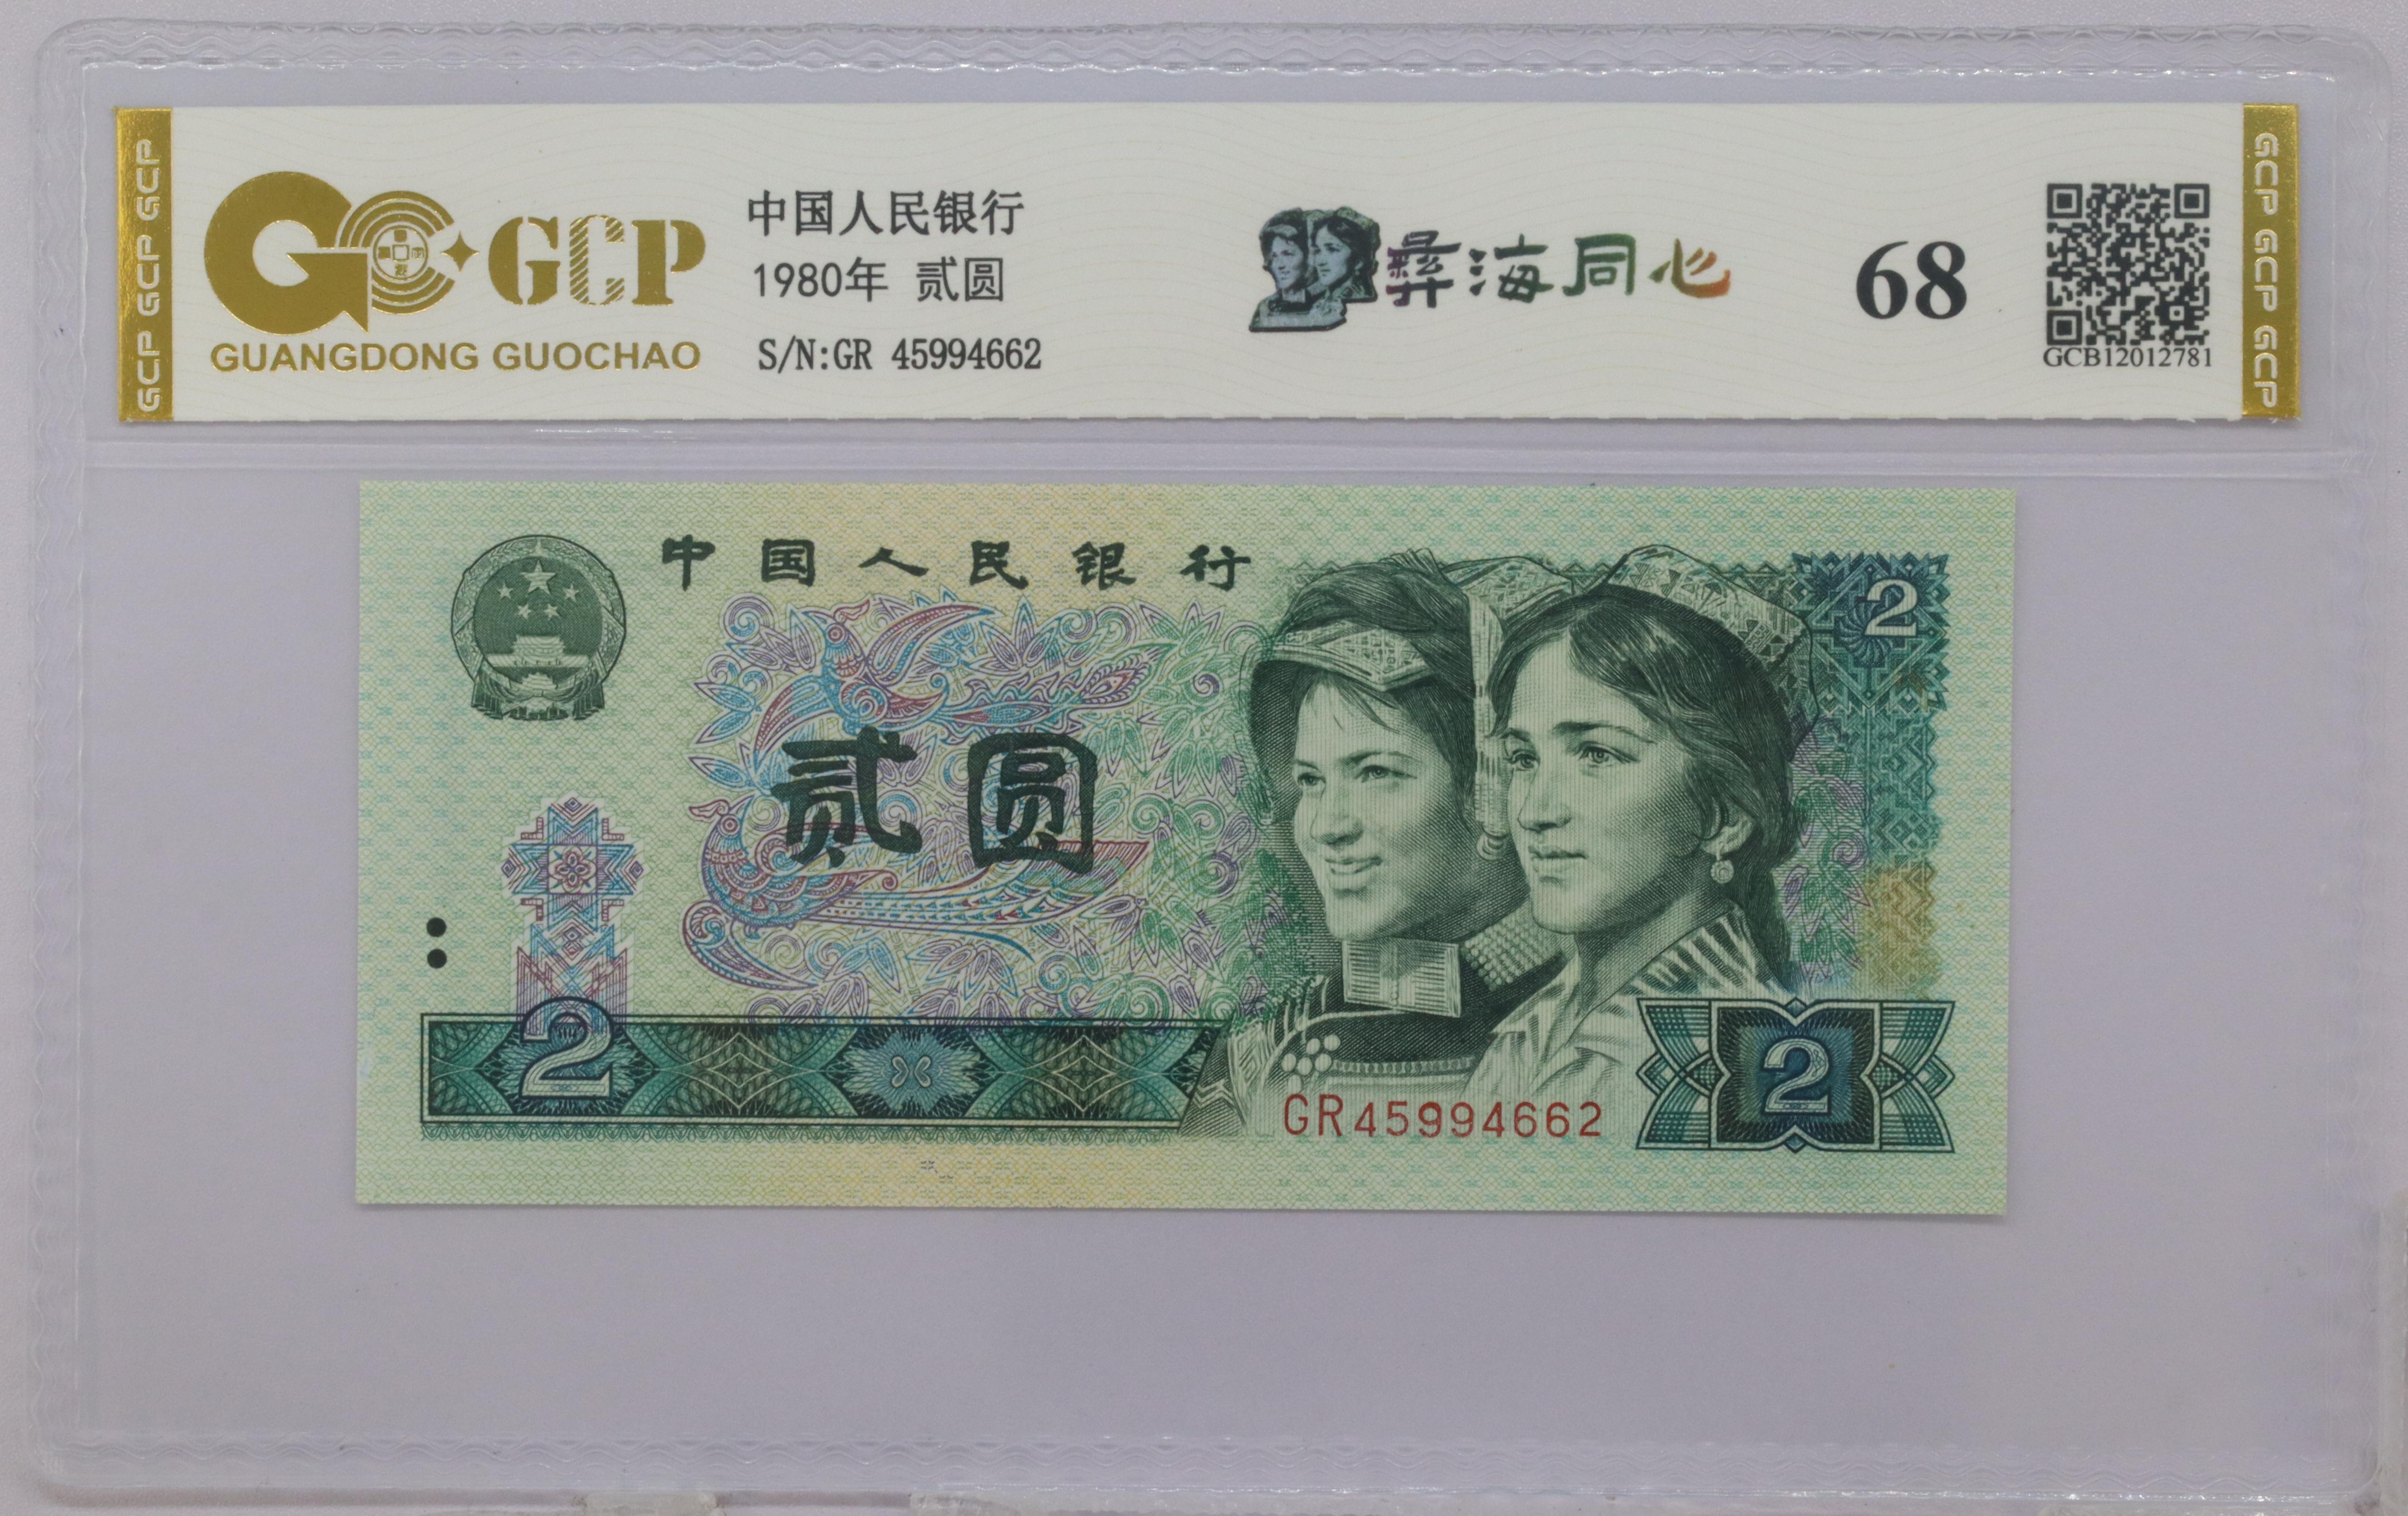 GCP GCP GCP
GCP
GUANGDONG GUOCHAO
中国人民银行
1980年 贰圆
S/N:GR 45994662
彝海同心
68
GCB12012781
GCP GCP GCP
中国人民银行
2
贰圆
2
GR45994662
2